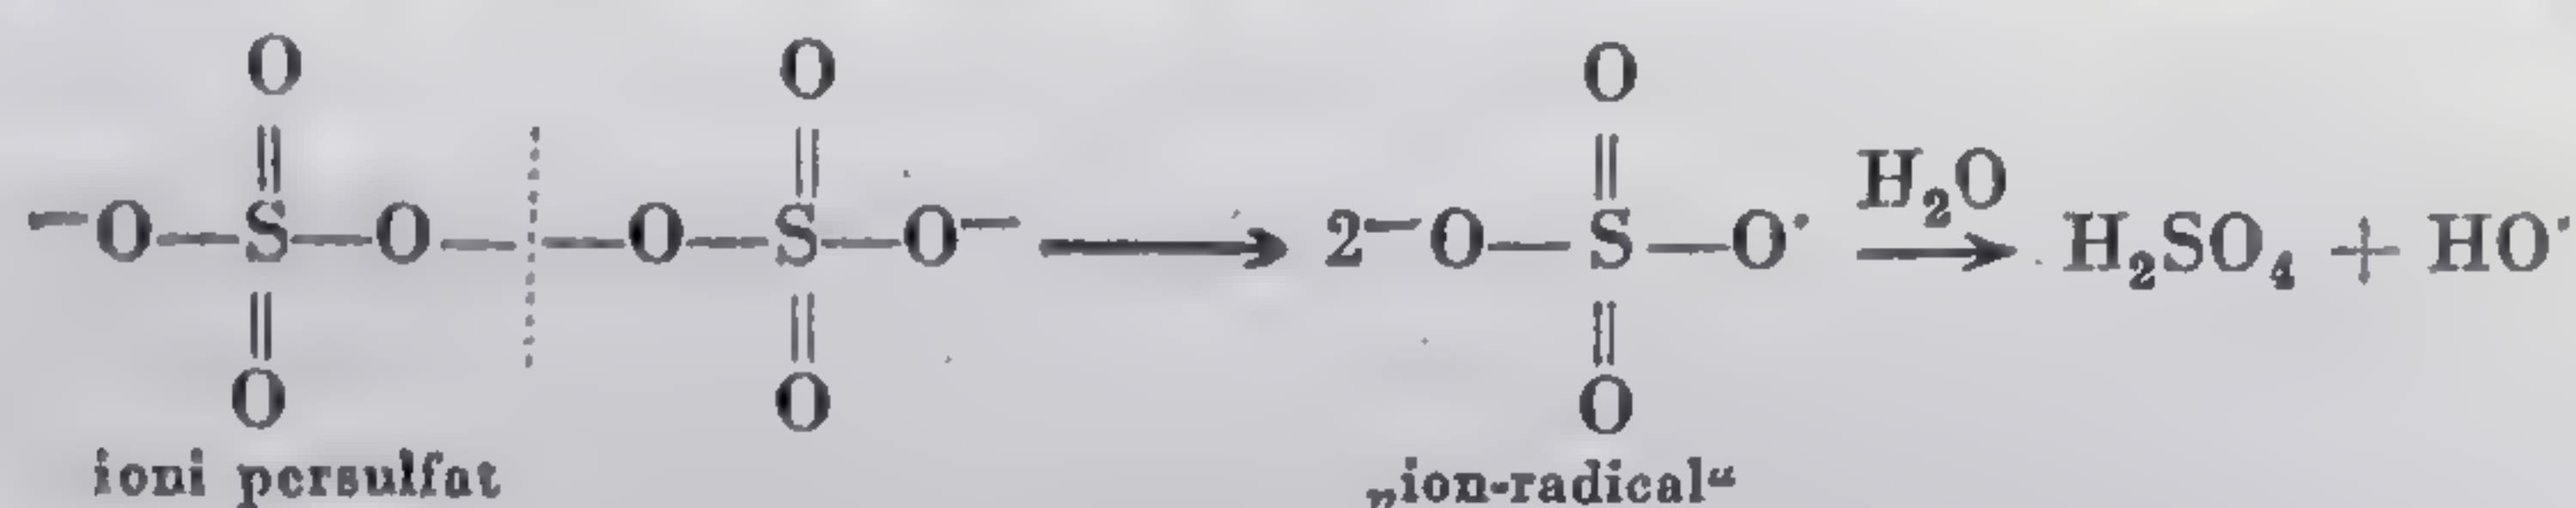 O O O
‖ ‖ ‖ H₂O
⁻O—S—O—┊—O—S—O⁻ ⟶ 2⁻O—S—O˙ ⟶ H₂SO₄ + HO˙
‖ ‖ ‖
O O O
ioni persulfat „ion-radical“